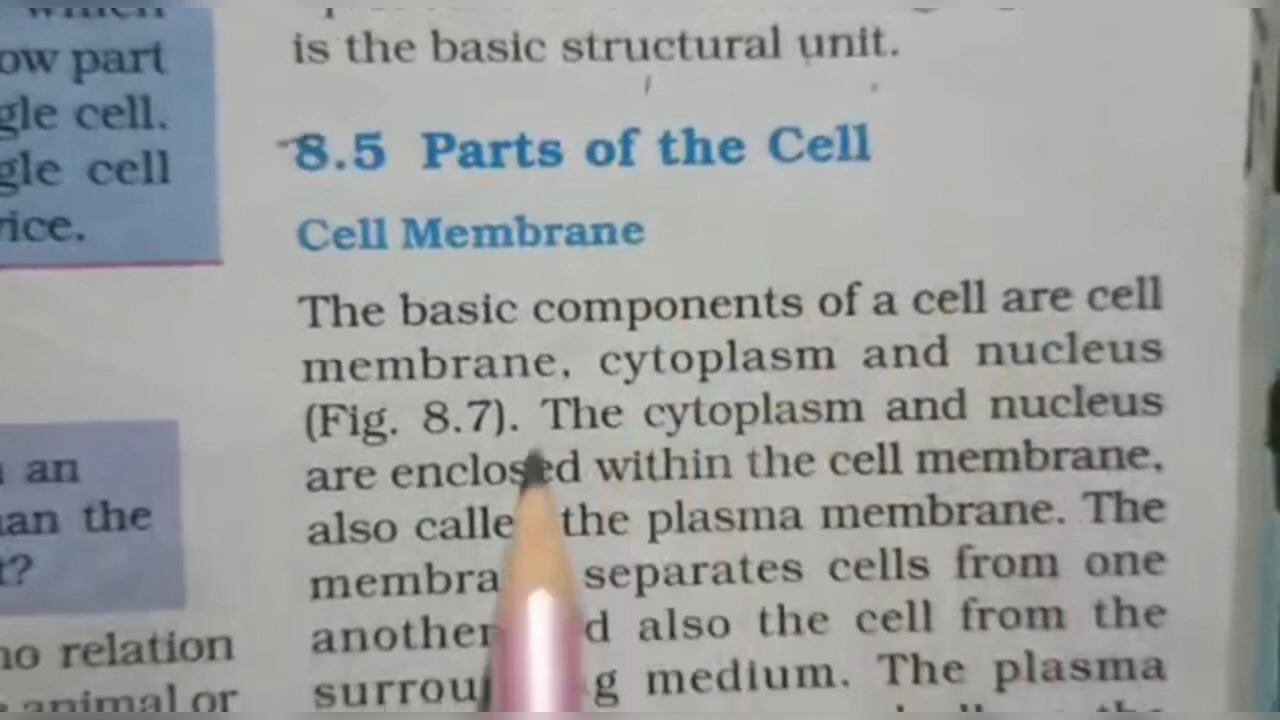 ow part
gle cell.
gle cell
ice.
an
an the
t?
no relation
animal or
is the basic structural unit.
8.5 Parts of the Cell
Cell Membrane
The basic components of a cell are cell
membrane, cytoplasm and nucleus
(Fig. 8.7). The cytoplasm and nucleus
are enclosed within the cell membrane,
also calle the plasma membrane. The
membra separates cells from one
another d also the cell from the
surrou g medium. The plasma